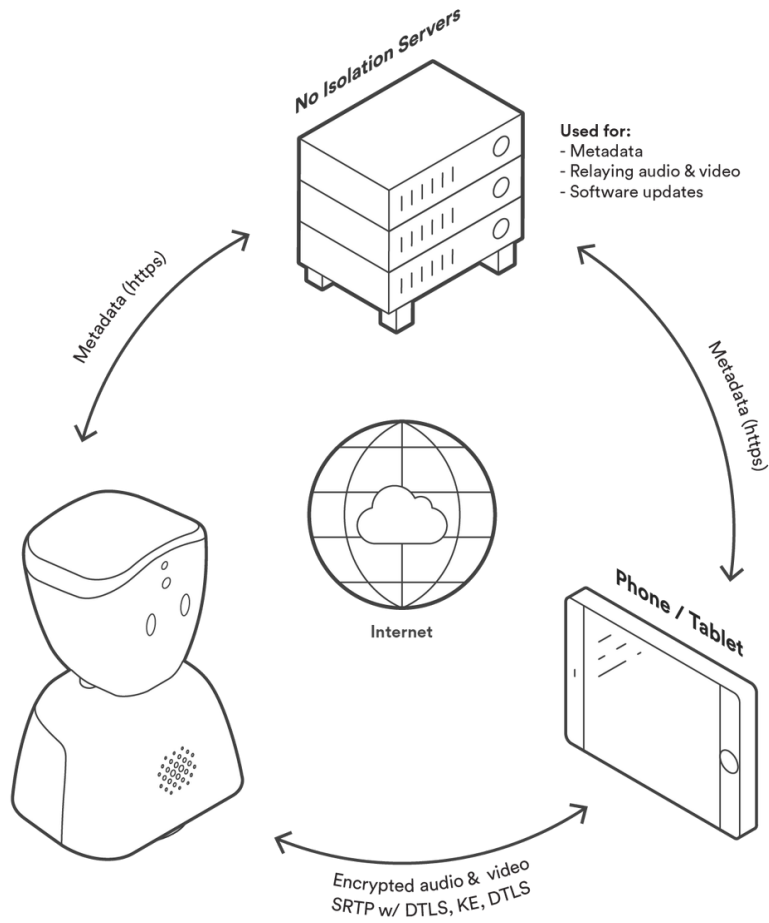 No Isolation Servers
Used for:
- Metadata
- Relaying audio & video
- Software updates
Metadata (https)
Metadata (https)
Internet
Phone / Tablet
Encrypted audio & video
SRTP w/ DTLS, KE, DTLS